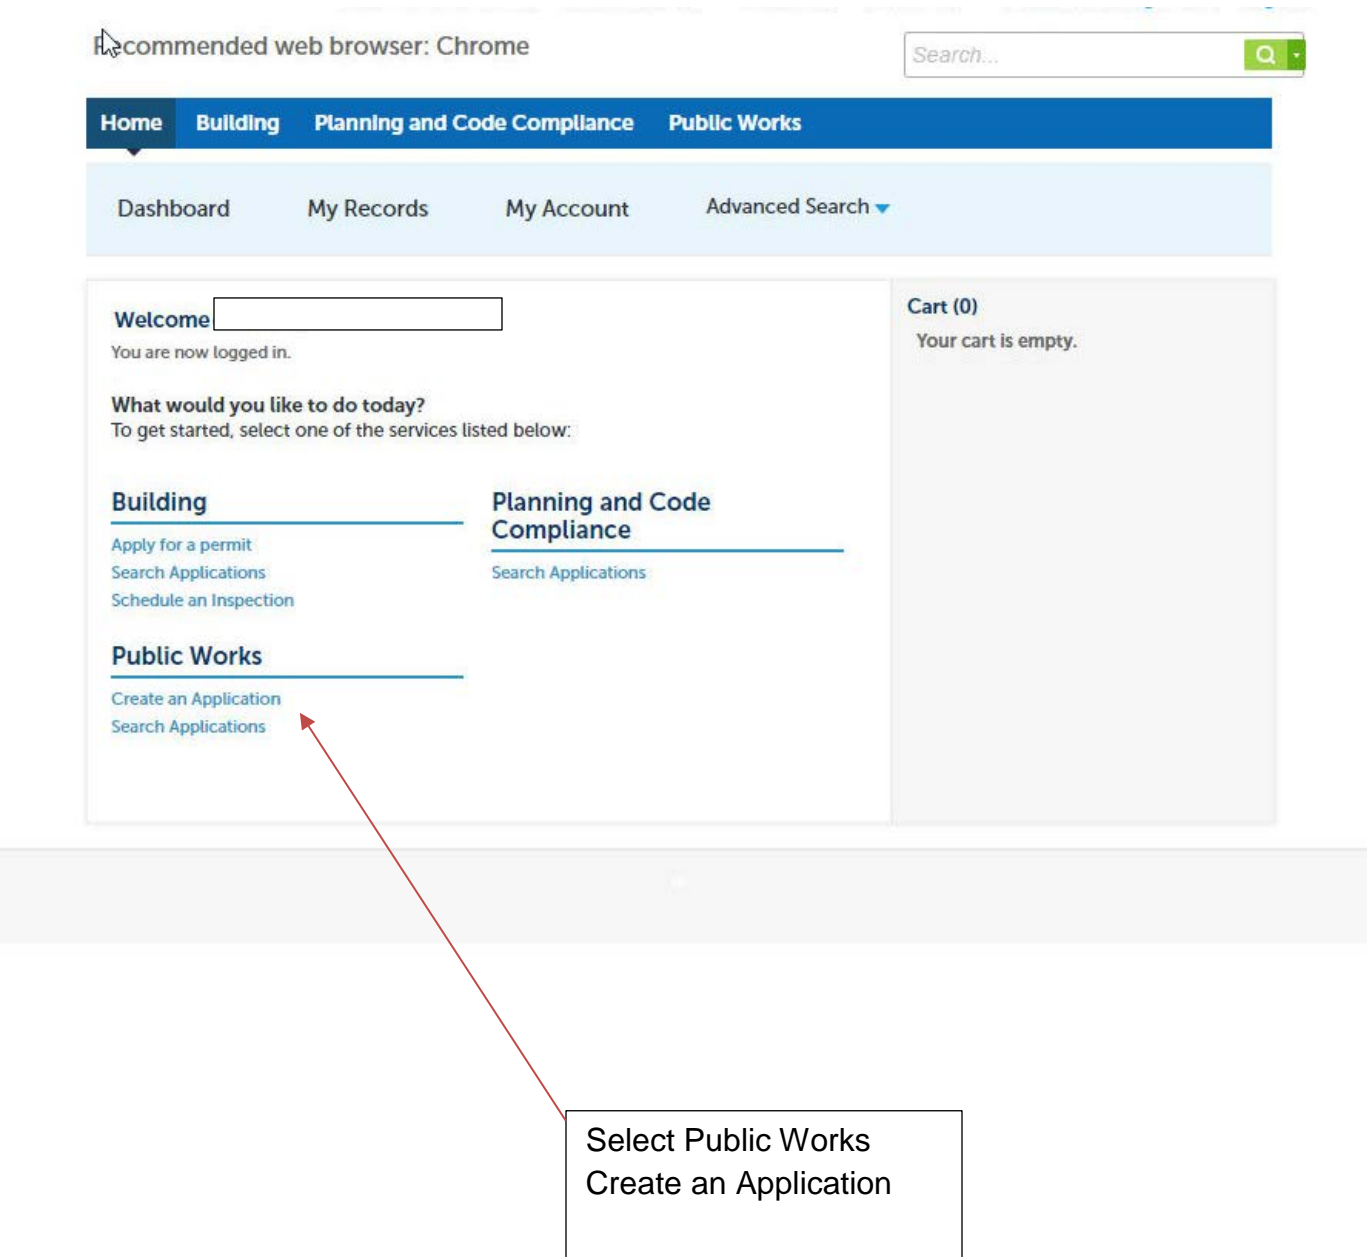 Recommended web browser: Chrome
Search...
Home Building Planning and Code Compliance Public Works
Dashboard My Records My Account Advanced Search
Welcome
You are now logged in.
What would you like to do today?
To get started, select one of the services listed below:
Cart (0)
Your cart is empty.
Building
Apply for a permit
Search Applications
Schedule an Inspection
Planning and Code
Compliance
Search Applications
Public Works
Create an Application
Search Applications
Select Public Works
Create an Application